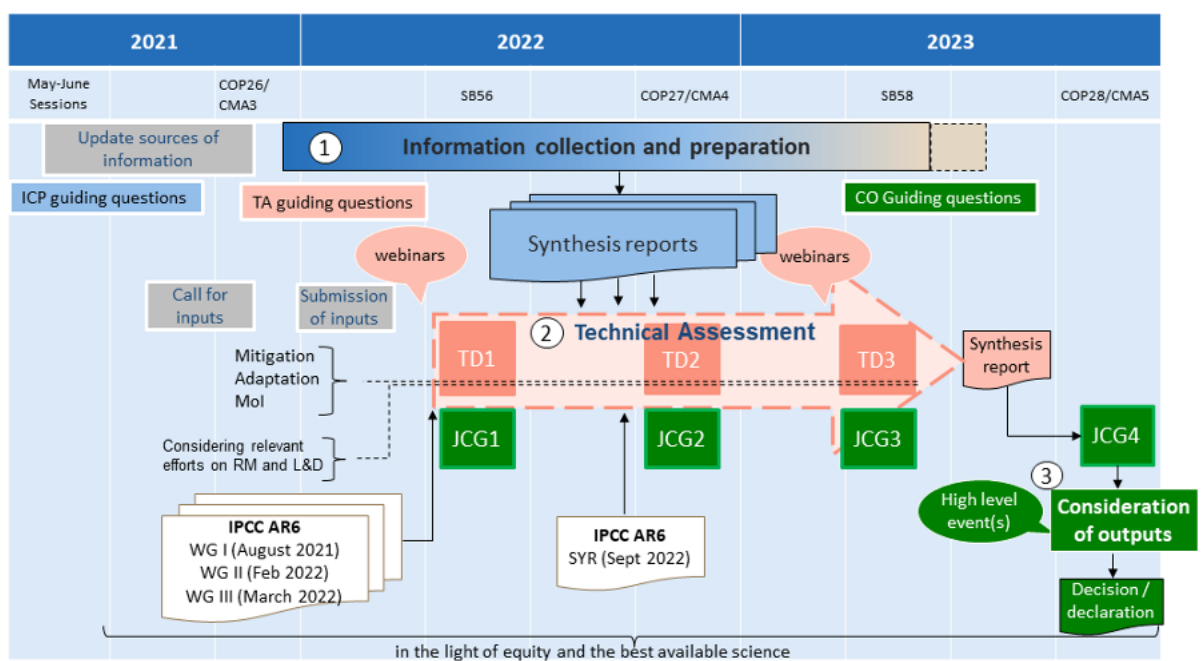 2021
2022
2023
May-June
Sessions
COP26/
CMA3
SB56
COP27/CMA4
SB58
COP28/CMA5
Update sources of
information
1
Information collection and preparation
ICP guiding questions
TA guiding questions
CO Guiding questions
Synthesis reports
webinars
webinars
Call for
inputs
Submission
of inputs
2
Technical Assessment
Mitigation
Adaptation
MoI
TD1
TD2
TD3
Synthesis
report
Considering relevant
efforts on RM and L&D
JCG1
JCG2
JCG3
JCG4
IPCC AR6
WG I (August 2021)
WG II (Feb 2022)
WG III (March 2022)
IPCC AR6
SYR (Sept 2022)
3
High level
event(s)
Consideration
of outputs
Decision /
declaration
in the light of equity and the best available science